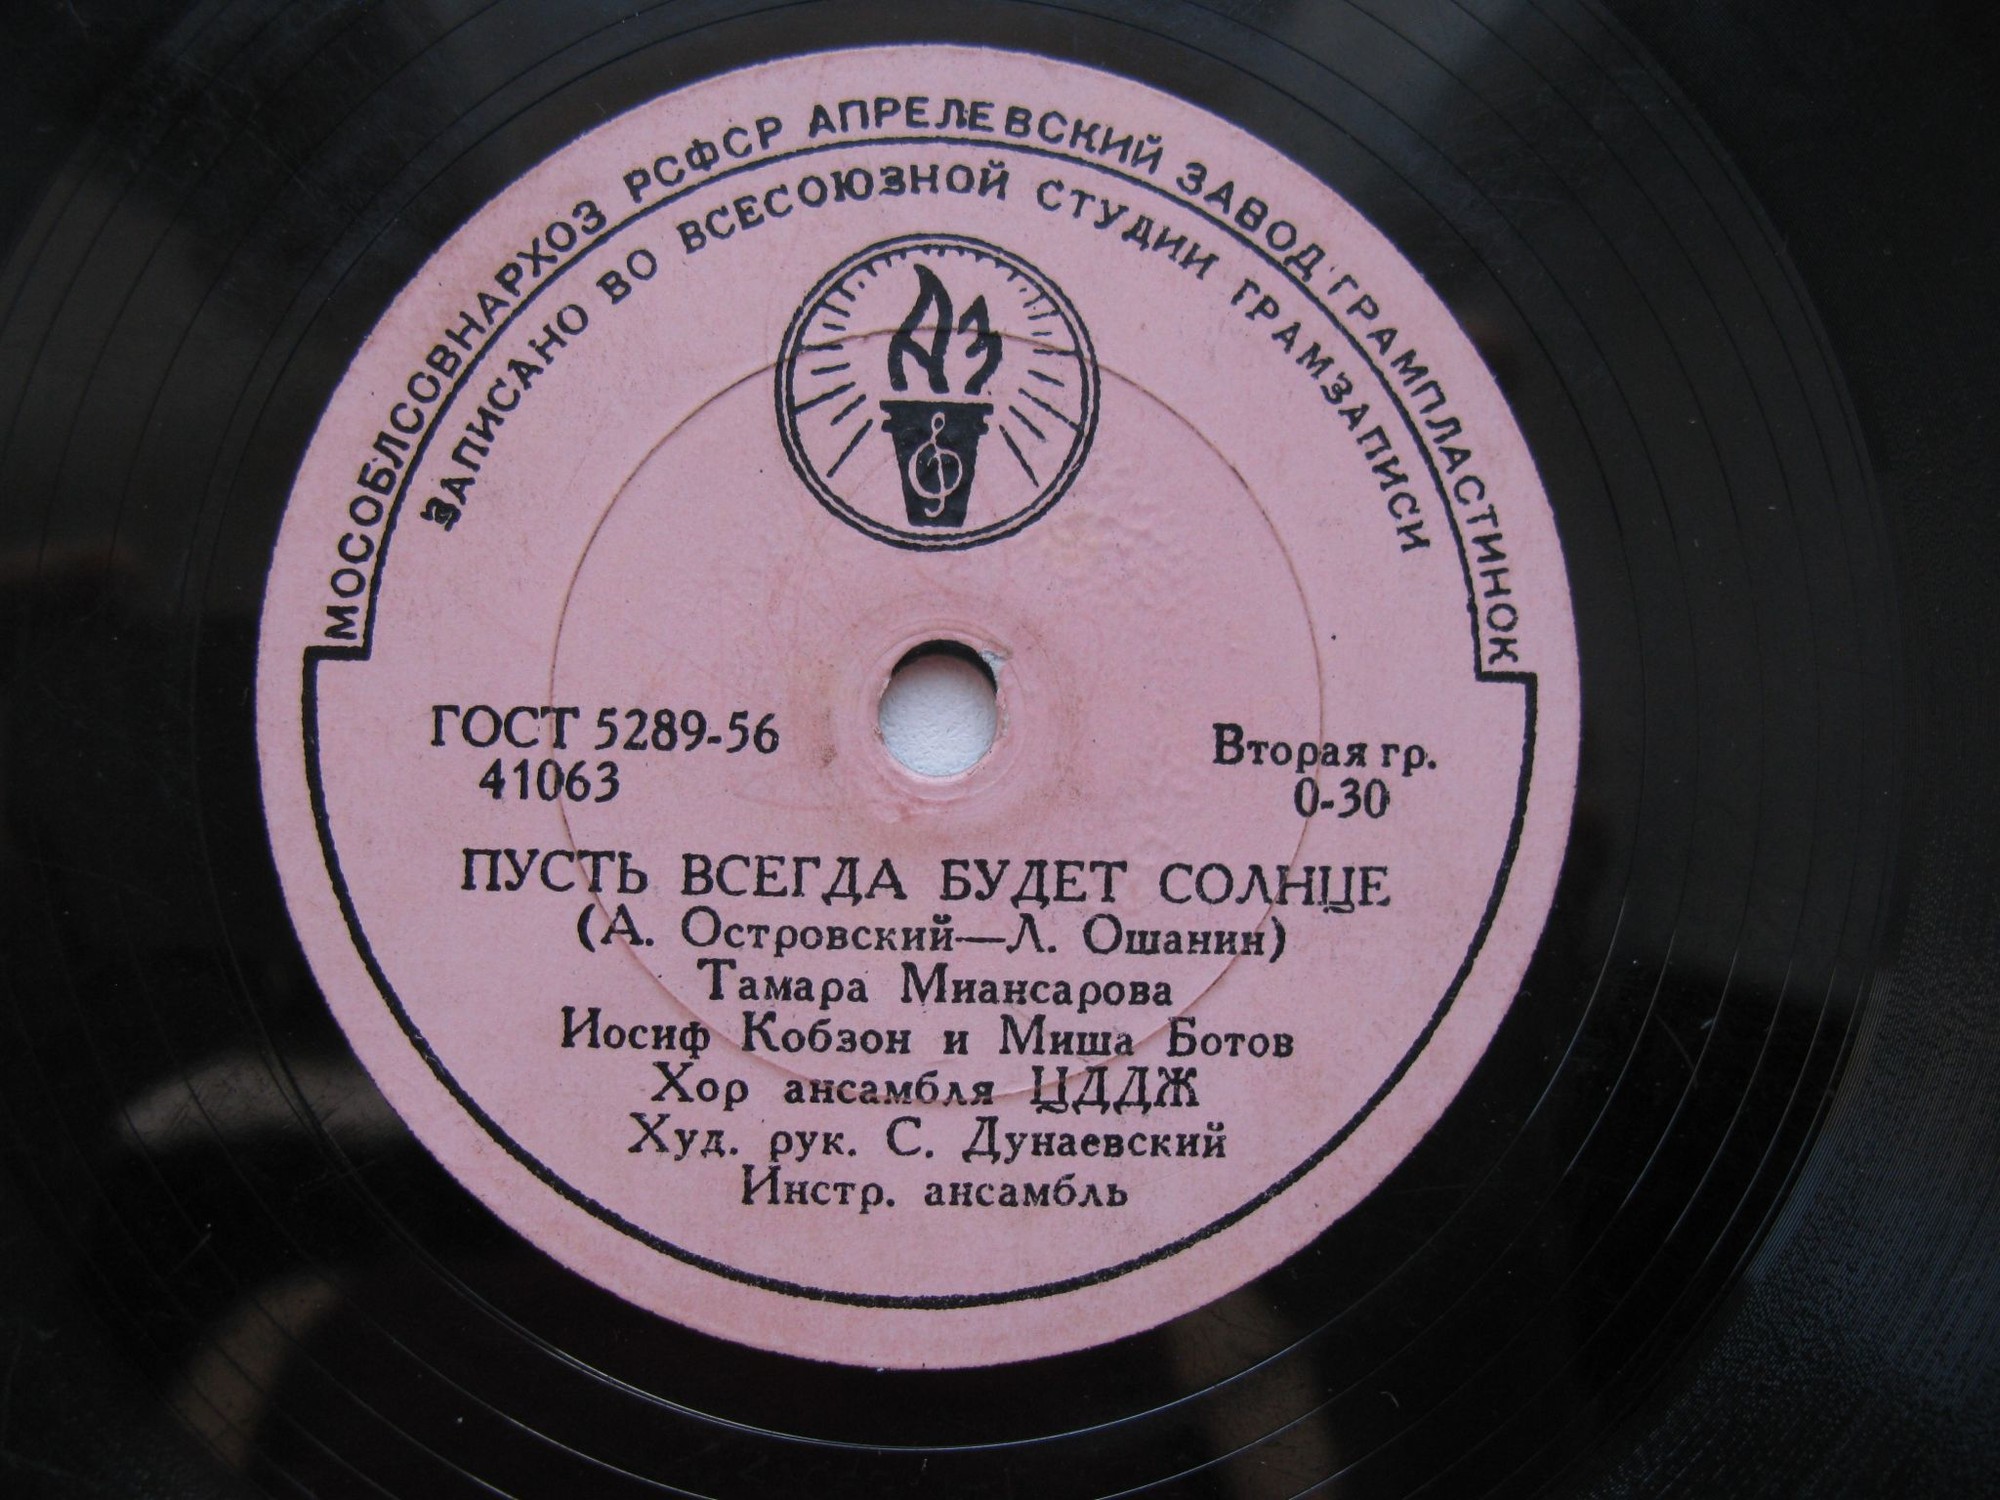 МОСОБЛСОВНАРХОЗ РСФСР АПРЕЛЕВСКИЙ ЗАВОД ГРАМПЛАСТИНОК
ЗАПИСАНО ВО ВСЕСОЮЗНОЙ СТУДИИ ГРАМЗАПИСИ
АЗ
ГОСТ 5289-56
41063
Вторая гр.
0-30
ПУСТЬ ВСЕГДА БУДЕТ СОЛНЦЕ
(А. Островский—Л. Ошанин)
Тамара Миансарова
Иосиф Кобзон и Миша Ботов
Хор ансамбля ЦДДЖ
Худ. рук. С. Дунаевский
Инстр. ансамбль